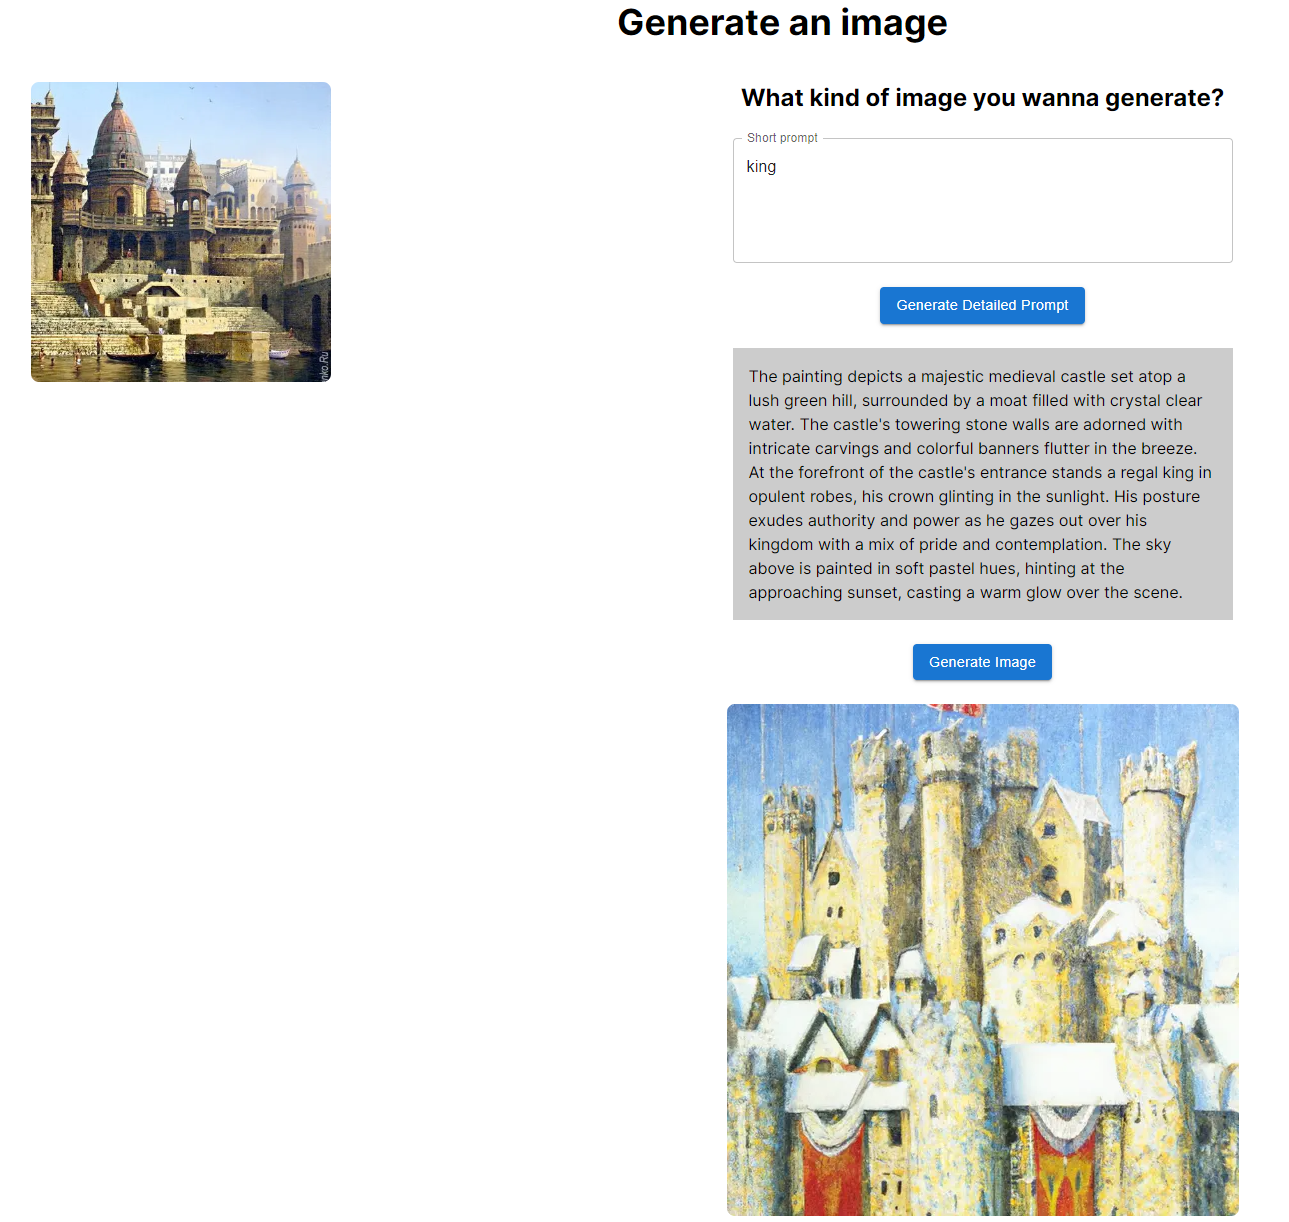 Generate an image
What kind of image you wanna generate?
Short prompt
king
Generate Detailed Prompt
The painting depicts a majestic medieval castle set atop a
lush green hill, surrounded by a moat filled with crystal clear
water. The castle's towering stone walls are adorned with
intricate carvings and colorful banners flutter in the breeze.
At the forefront of the castle's entrance stands a regal king in
opulent robes, his crown glinting in the sunlight. His posture
exudes authority and power as he gazes out over his
kingdom with a mix of pride and contemplation. The sky
above is painted in soft pastel hues, hinting at the
approaching sunset, casting a warm glow over the scene.
Generate Image